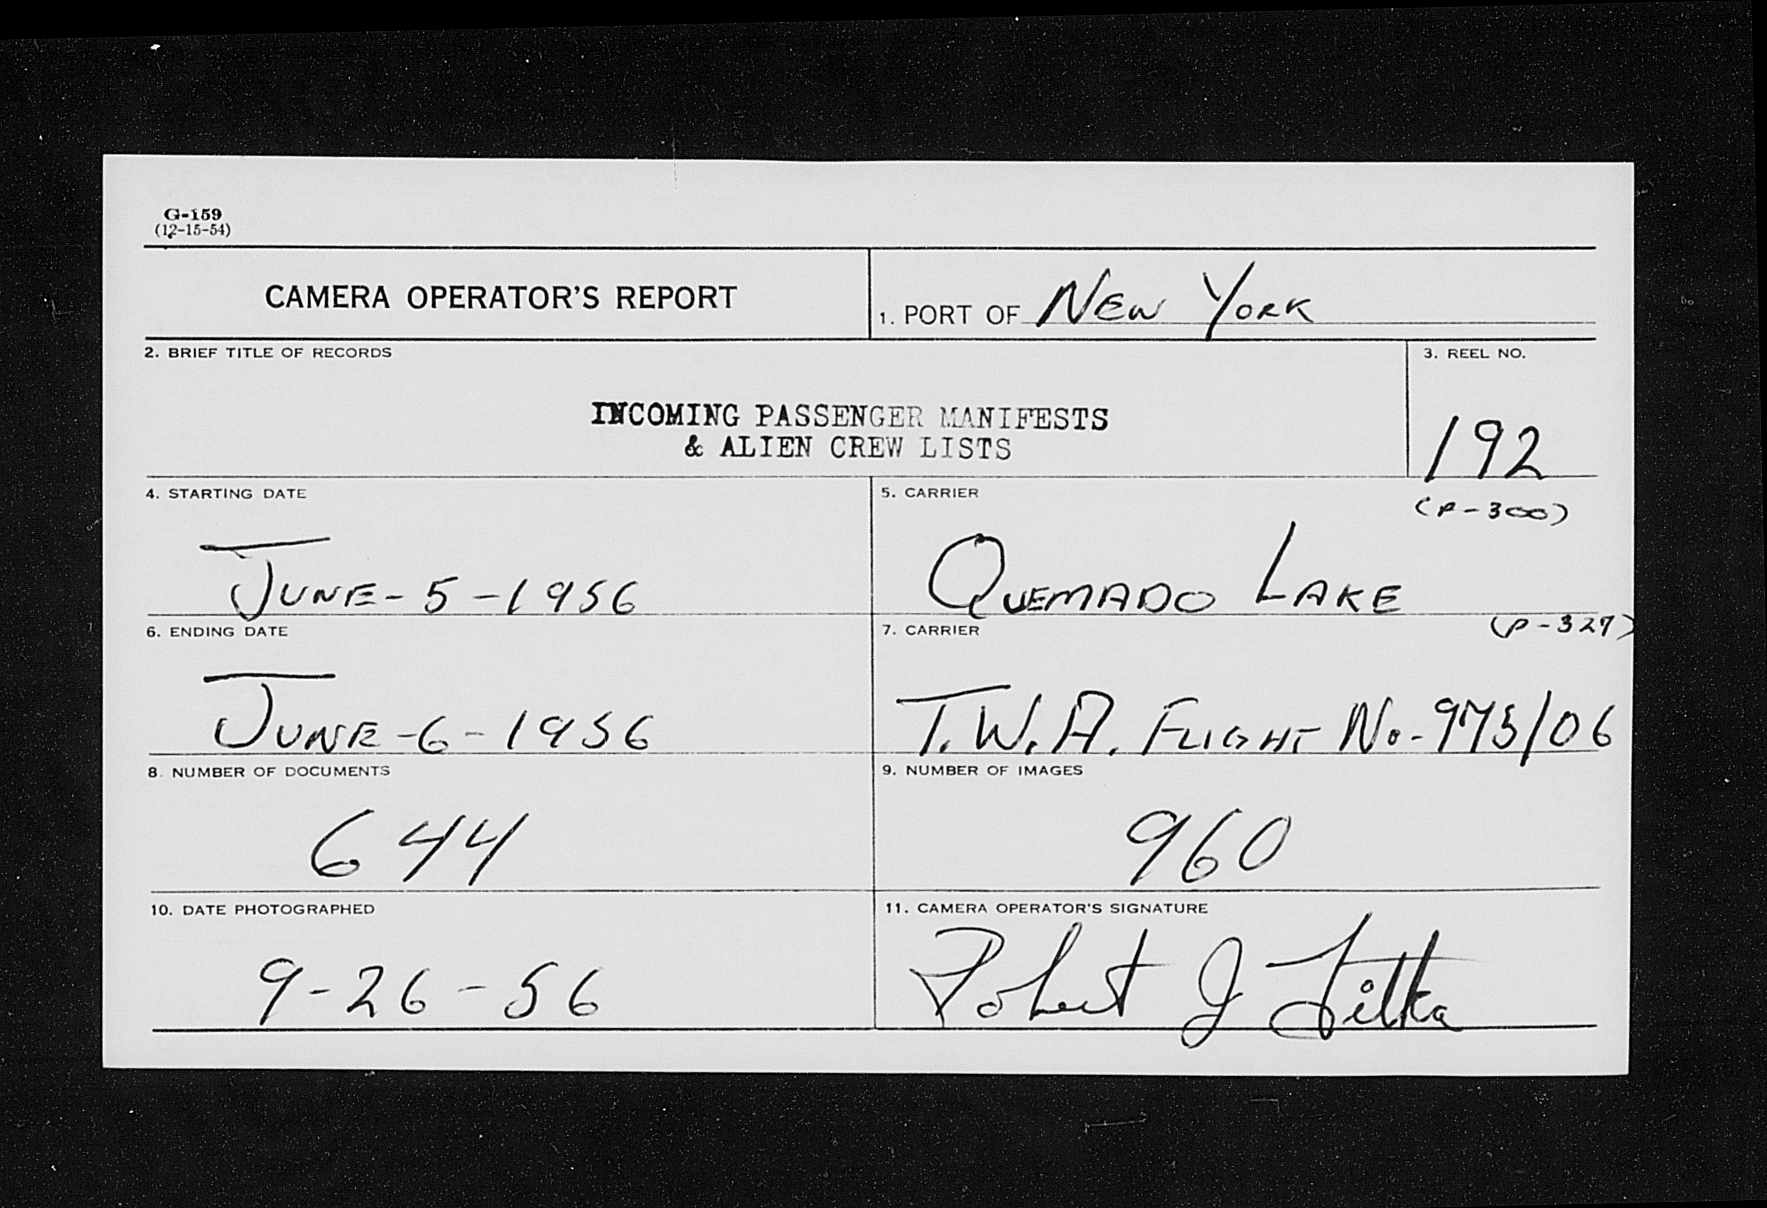 G-159
(12-15-54)
CAMERA OPERATOR'S REPORT
1. PORT OF NEW YORK
2. BRIEF TITLE OF RECORDS
3. REEL NO.
INCOMING PASSENGER MANIFESTS
& ALIEN CREW LISTS
192
4. STARTING DATE
5. CARRIER
(P-300)
JUNE-5-1956
QUEMADO LAKE
6. ENDING DATE
7. CARRIER
(P-327)
JUNE-6-1956
T.W.A. FLIGHT No.-975/06
8. NUMBER OF DOCUMENTS
9. NUMBER OF IMAGES
644
960
10. DATE PHOTOGRAPHED
11. CAMERA OPERATOR'S SIGNATURE
9-26-56
Robert J